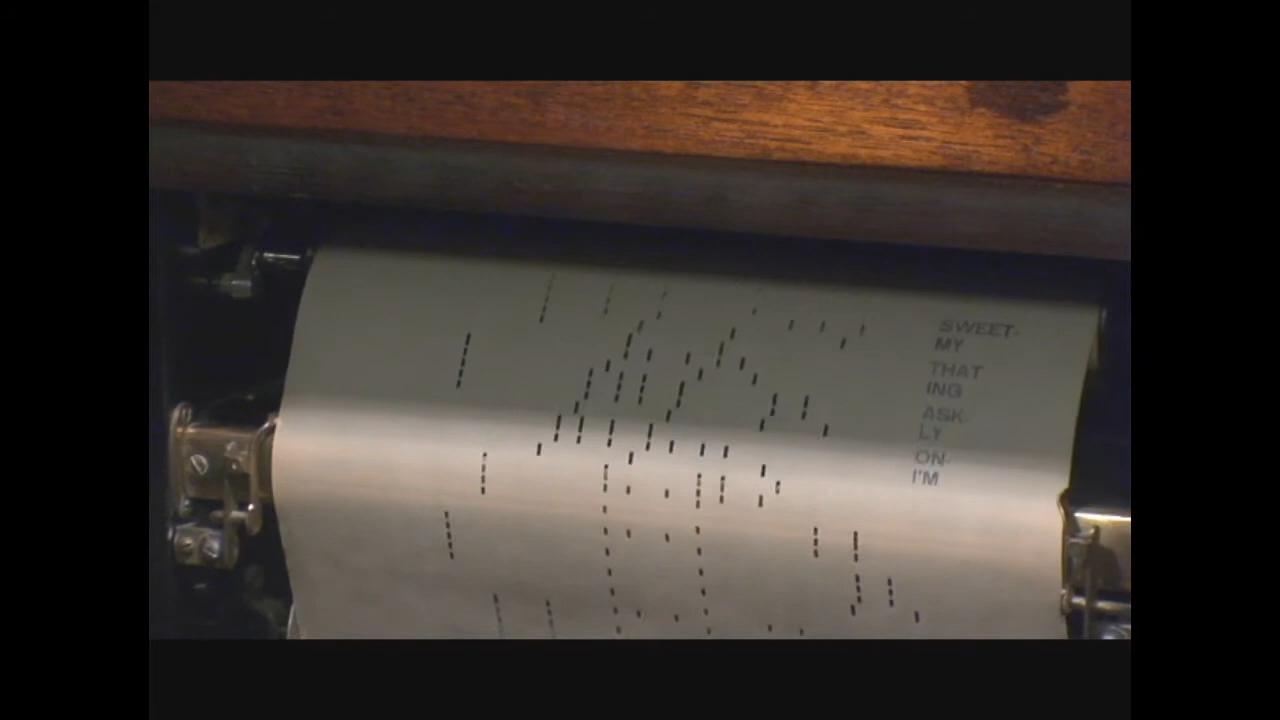 SWEET-
MY
THAT
ING
ASK-
LY
ON-
I'M